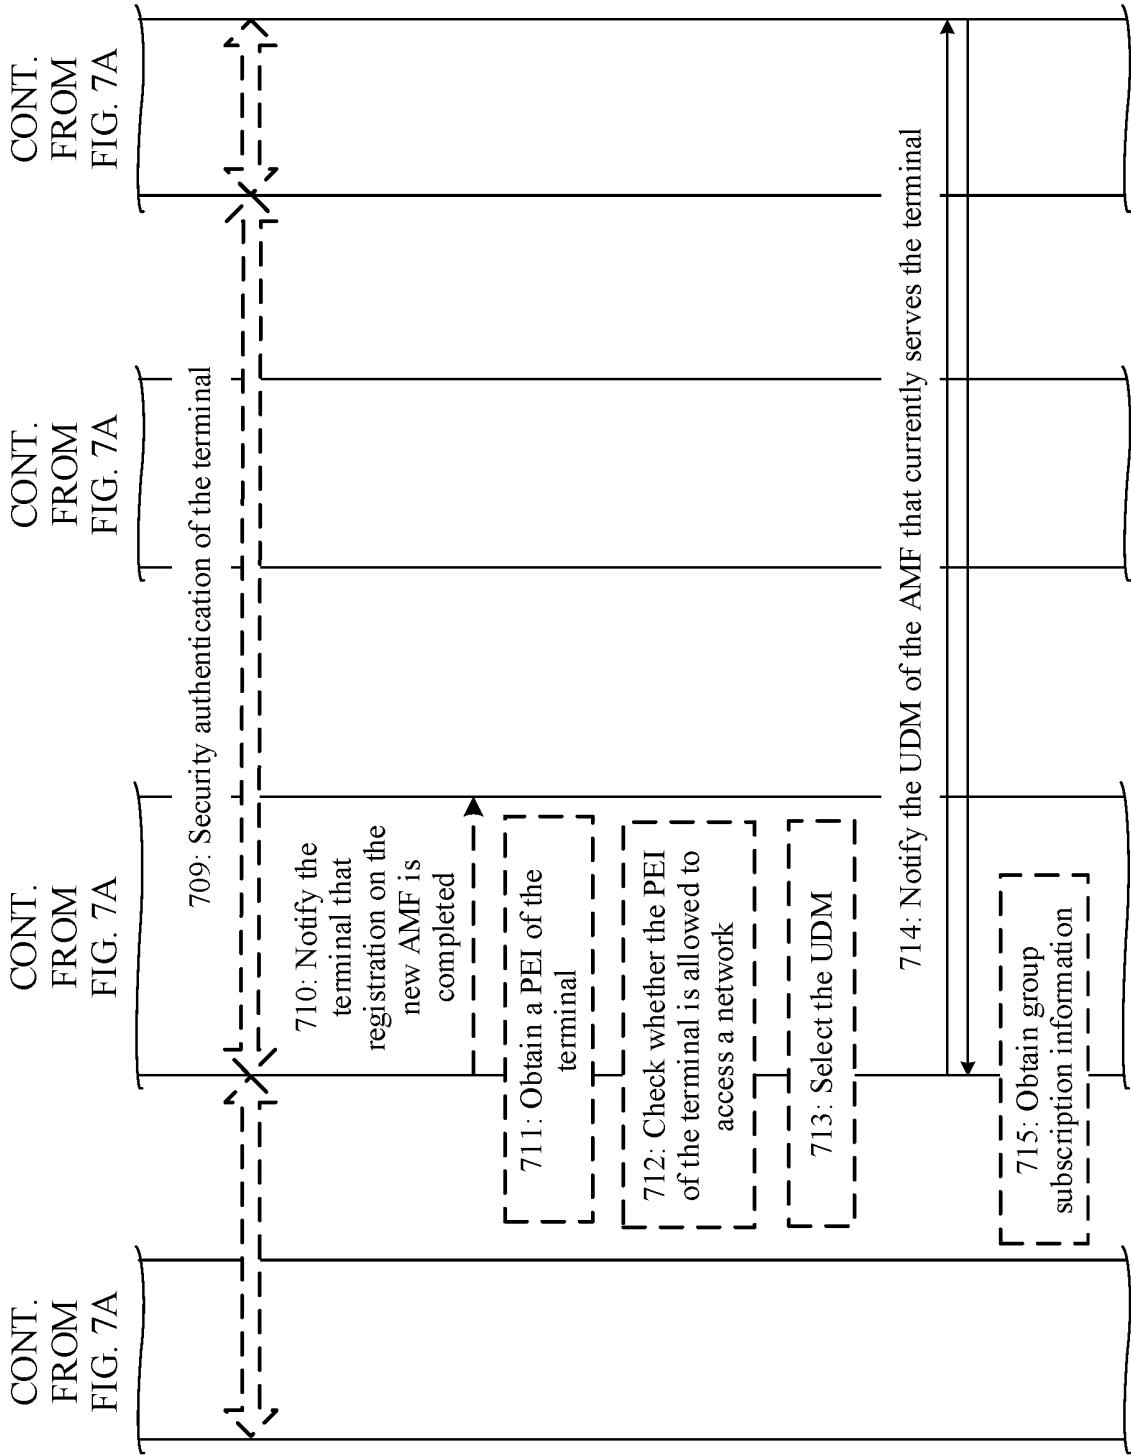 CONT.
FROM
FIG. 7A
CONT.
FROM
FIG. 7A
CONT.
FROM
FIG. 7A
CONT.
FROM
FIG. 7A
709: Security authentication of the terminal
710: Notify the
terminal that
registration on the
new AMF is
completed
711: Obtain a PEI of the
terminal
712: Check whether the PEI
of the terminal is allowed to
access a network
713: Select the UDM
714: Notify the UDM of the AMF that currently serves the terminal
715: Obtain group
subscription information